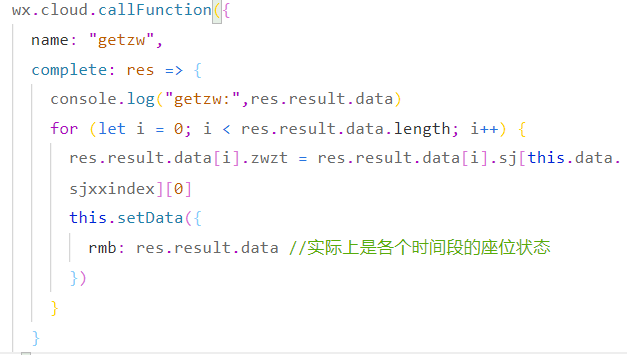 wx.cloud.callFunction({
name: "getzw",
complete: res => {
console.log("getzw:",res.result.data)
for (let i = 0; i < res.result.data.length; i++) {
res.result.data[i].zwzt = res.result.data[i].sj[this.data.
sjxxindex][0]
this.setData({
rmb: res.result.data //实际上是各个时间段的座位状态
})
}
}